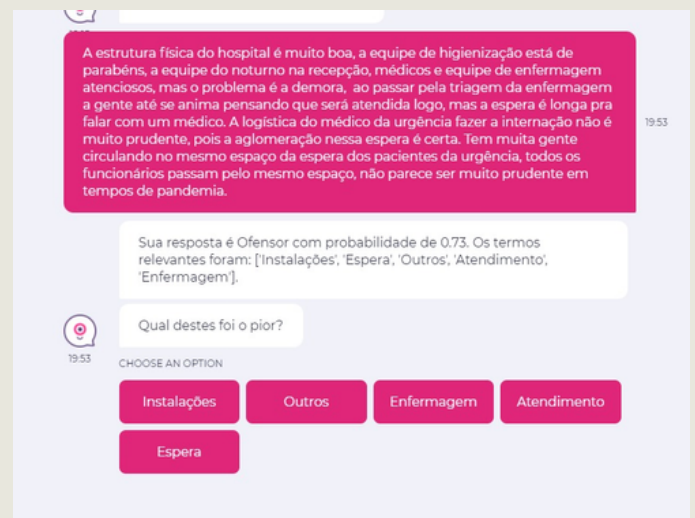 A estrutura física do hospital é muito boa, a equipe de higienização está de
parabéns, a equipe do noturno na recepção, médicos e equipe de enfermagem
atenciosos, mas o problema é a demora, ao passar pela triagem da enfermagem
a gente até se anima pensando que será atendida logo, mas a espera é longa pra
falar com um médico. A logística do médico da urgência fazer a internação não é
muito prudente, pois a aglomeração nessa espera é certa. Tem muita gente
circulando no mesmo espaço da espera dos pacientes da urgência, todos os
funcionários passam pelo mesmo espaço, não parece ser muito prudente em
tempos de pandemia.
19:53
Sua resposta é Ofensor com probabilidade de 0.73. Os termos
relevantes foram: ['Instalações', 'Espera', 'Outros', 'Atendimento',
'Enfermagem'].
Qual destes foi o pior?
19:53
CHOOSE AN OPTION
Instalações
Outros
Enfermagem
Atendimento
Espera